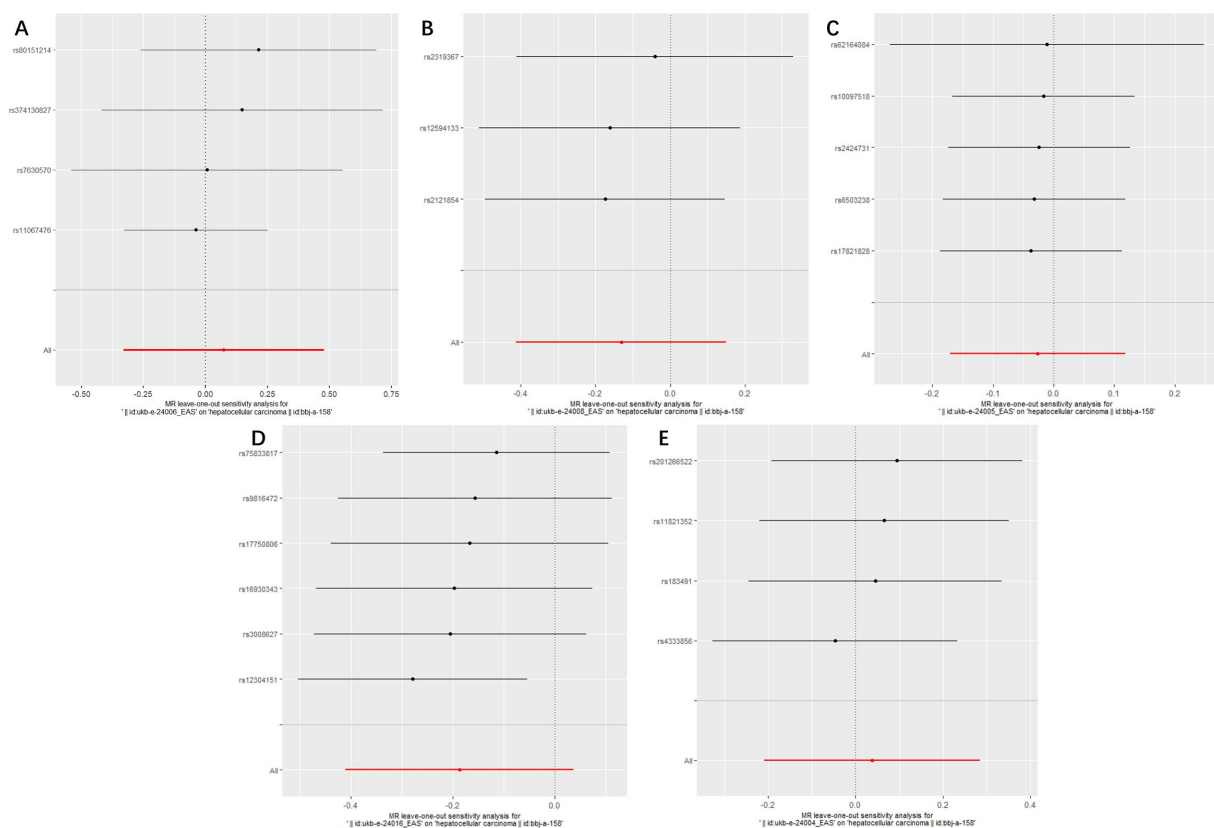 A
rs80151214
rs374130827
rs7630570
rs11067476
All
-0.50
-0.25
0.00
0.25
0.50
0.75
MR leave-one-out sensitivity analysis for
' || id:ukb-e-24006_EAS' on 'hepatocellular carcinoma || id:bbj-a-158'
B
rs2319367
rs12594133
rs2121854
All
-0.4
-0.2
0.0
0.2
MR leave-one-out sensitivity analysis for
' || id:ukb-e-24008_EAS' on 'hepatocellular carcinoma || id:bbj-a-158'
C
rs62164084
rs10097518
rs2424731
rs6503238
rs17821828
All
-0.2
-0.1
0.0
0.1
0.2
MR leave-one-out sensitivity analysis for
' || id:ukb-e-24005_EAS' on 'hepatocellular carcinoma || id:bbj-a-158'
D
rs75833817
rs9816472
rs17750806
rs16930343
rs3008627
rs12304151
All
-0.4
-0.2
0.0
MR leave-one-out sensitivity analysis for
' || id:ukb-e-24016_EAS' on 'hepatocellular carcinoma || id:bbj-a-158'
E
rs201266522
rs11821352
rs183491
rs4333856
All
-0.2
0.0
0.2
0.4
MR leave-one-out sensitivity analysis for
' || id:ukb-e-24004_EAS' on 'hepatocellular carcinoma || id:bbj-a-158'